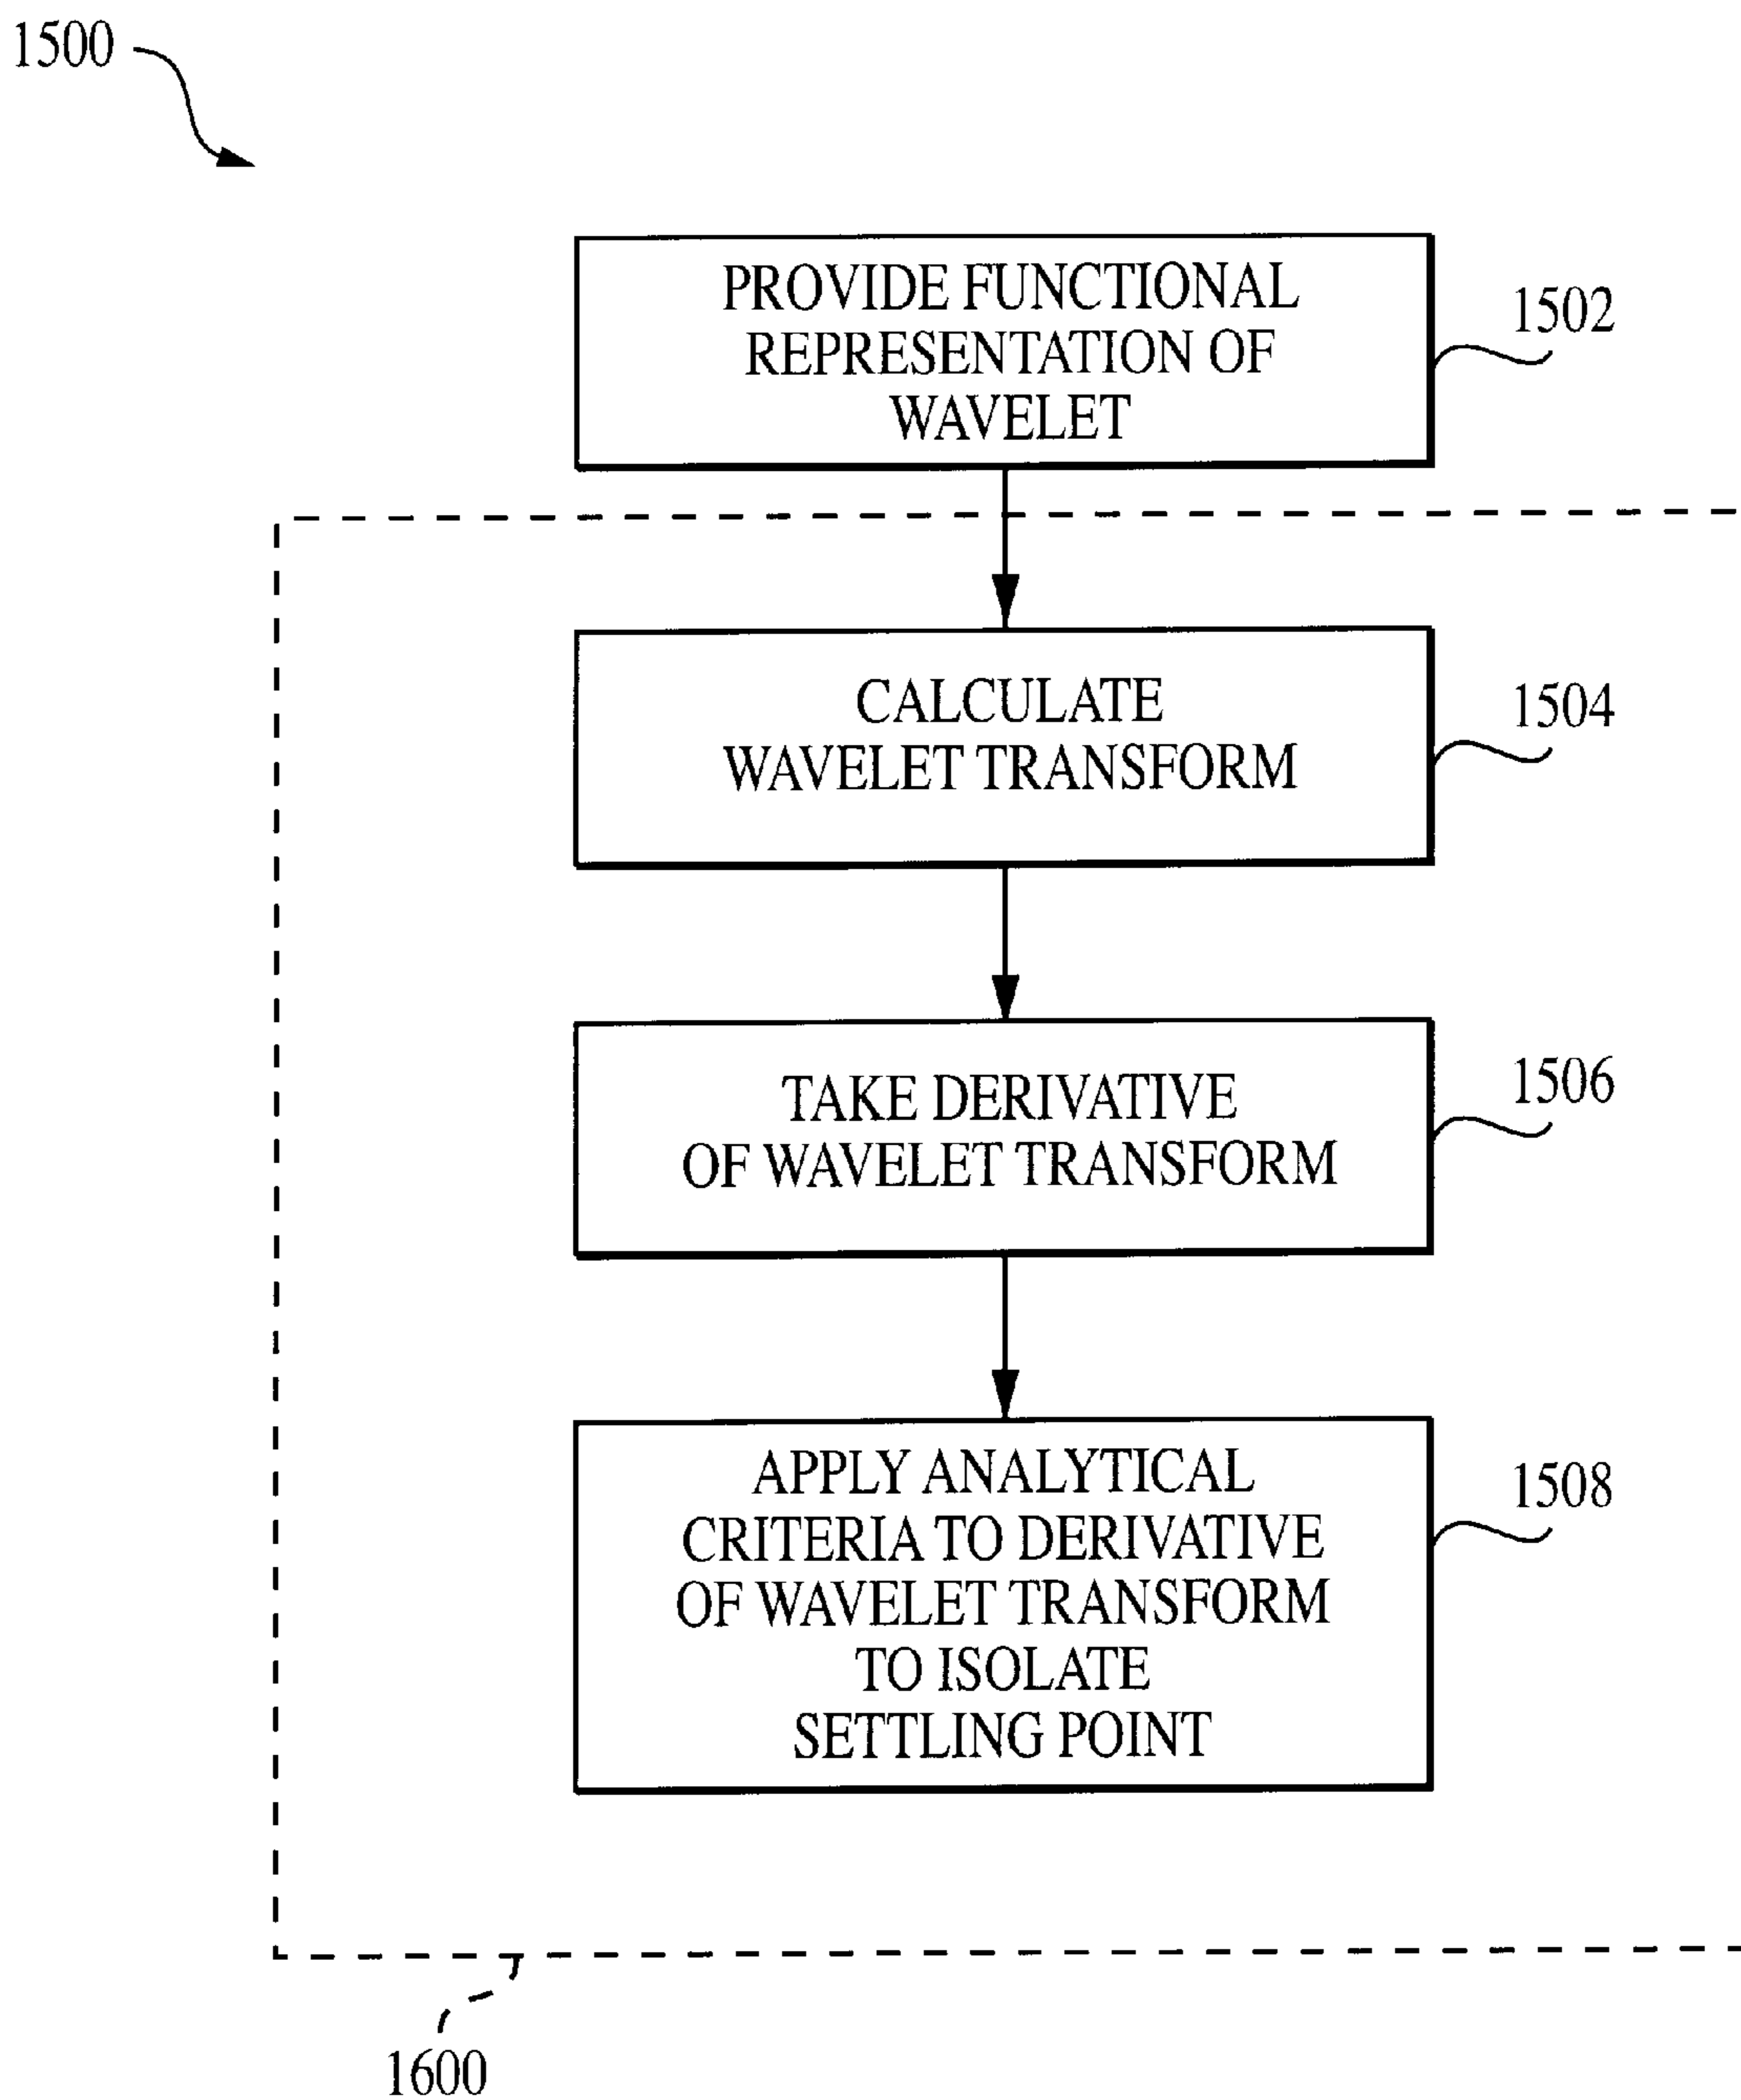 1500
PROVIDE FUNCTIONAL
REPRESENTATION OF
WAVELET
1502
CALCULATE
WAVELET TRANSFORM
1504
TAKE DERIVATIVE
OF WAVELET TRANSFORM
1506
APPLY ANALYTICAL
CRITERIA TO DERIVATIVE
OF WAVELET TRANSFORM
TO ISOLATE
SETTLING POINT
1508
1600